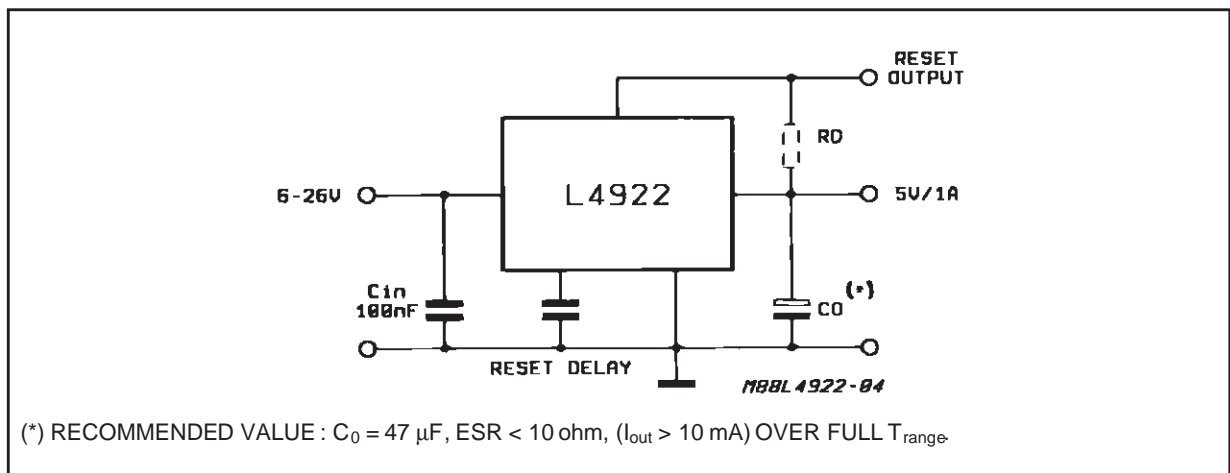 RESET
OUTPUT
RO
L4922
6-26V
5V/1A
Cin
100nF
(*)
CO
RESET DELAY
M88L4922-04
(*) RECOMMENDED VALUE : C0 = 47 µF, ESR < 10 ohm, (Iout > 10 mA) OVER FULL Trange.